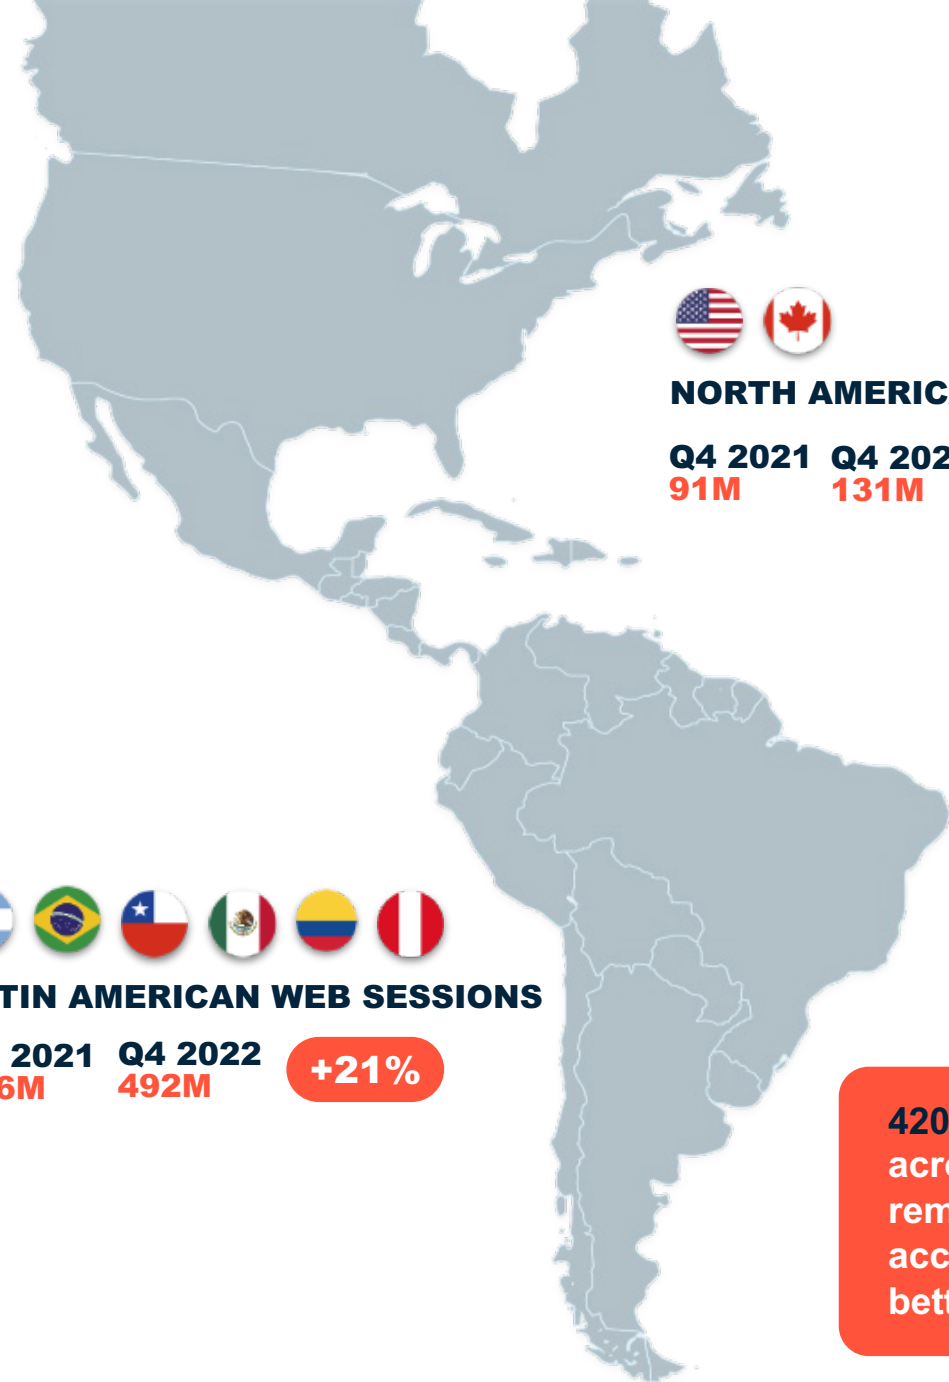 NORTH AMERIC
Q4 2021 Q4 202
91M 131M
TIN AMERICAN WEB SESSIONS
2021 Q4 2022
6M 492M
+21%
420
acr
rem
acc
bett